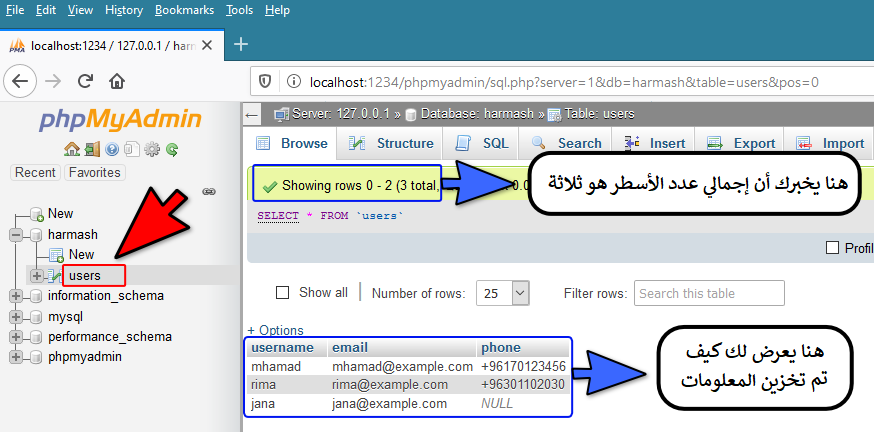 File Edit View History Bookmarks Tools Help
localhost:1234 / 127.0.0.1 / harm
localhost:1234/phpmyadmin/sql.php?server=1&db=harmash&table=users&pos=0
phpMyAdmin
Recent Favorites
New
harmash
New
users
information_schema
mysql
performance_schema
phpmyadmin
Server: 127.0.0.1 » Database: harmash » Table: users
Browse Structure SQL Search Insert Export Import
Showing rows 0 - 2 (3 total,
هنا يخبرك أن إجمالي عدد الأسطر هو ثلاثة
SELECT * FROM `users`
Profil
Show all Number of rows: 25 Filter rows: Search this table
+ Options
username email phone
mhamad mhamad@example.com +96170123456
rima rima@example.com +96301102030
jana jana@example.com NULL
هنا يعرض لك كيف
تم تخزين المعلومات